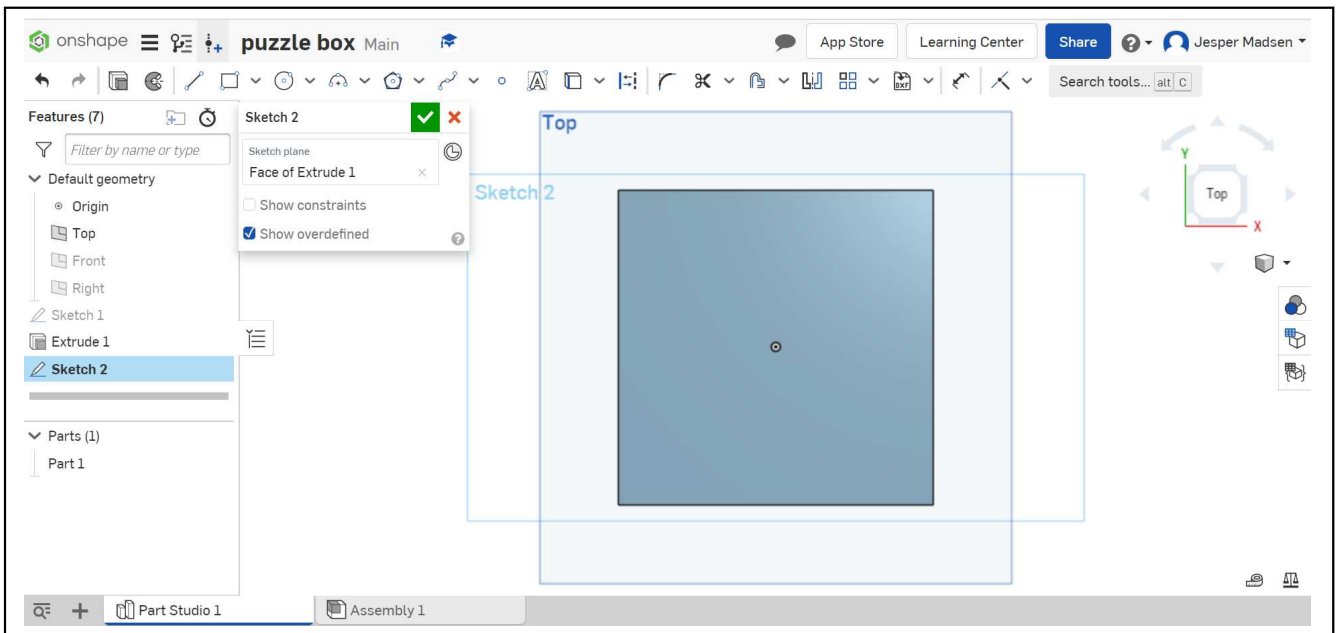 onshape puzzle box Main App Store Learning Center Share ? Jesper Madsen
DXF Search tools... alt C
Features (7)
Filter by name or type
Default geometry
Origin
Top
Front
Right
Sketch 1
Extrude 1
Sketch 2
Parts (1)
Part 1
Sketch 2
Sketch plane
Face of Extrude 1
Show constraints
Show overdefined
Top
Sketch 2
Y
Top
X
Part Studio 1 Assembly 1